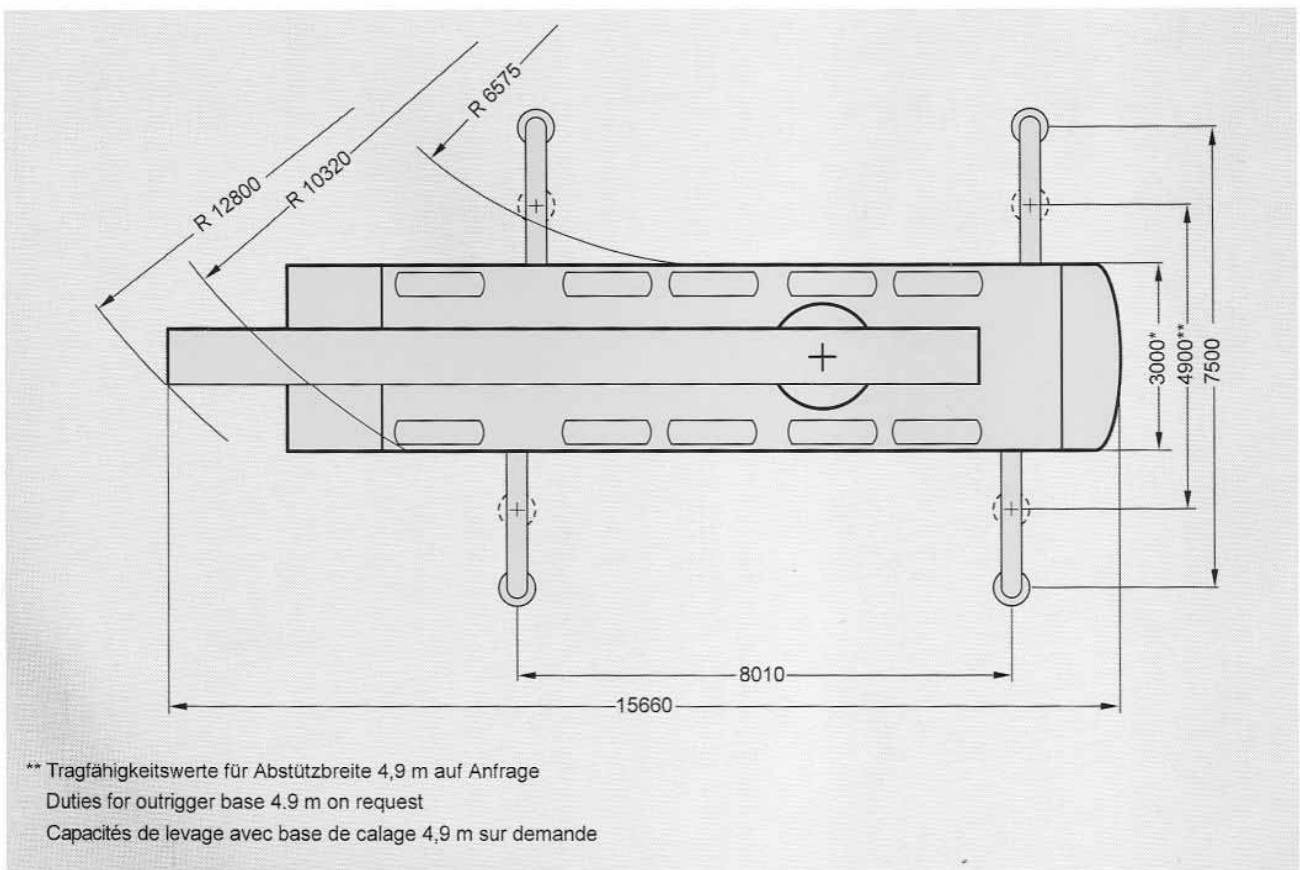 R 6575
R 10320
R 12800
3000*
4900**
7500
8010
15660
** Tragfähigkeitswerte für Abstützbreite 4,9 m auf Anfrage
Duties for outrigger base 4.9 m on request
Capacités de levage avec base de calage 4,9 m sur demande